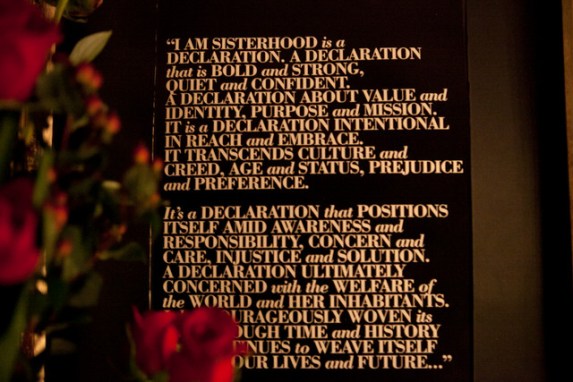 "I AM SISTERHOOD is a
DECLARATION. A DECLARATION
that is BOLD and STRONG,
QUIET and CONFIDENT.
A DECLARATION ABOUT VALUE and
IDENTITY, PURPOSE and MISSION.
IT is a DECLARATION INTENTIONAL
IN REACH and EMBRACE.
IT TRANSCENDS CULTURE and
CREED, AGE and STATUS, PREJUDICE
and PREFERENCE.
It's a DECLARATION that POSITIONS
ITSELF AMID AWARENESS and
RESPONSIBILITY, CONCERN and
CARE, INJUSTICE and SOLUTION.
A DECLARATION ULTIMATELY
CONCERNED with the WELFARE of
the WORLD and HER INHABITANTS.
WOVEN its
TIME and HISTORY
to WEAVE ITSELF
OUR LIVES and FUTURE..."